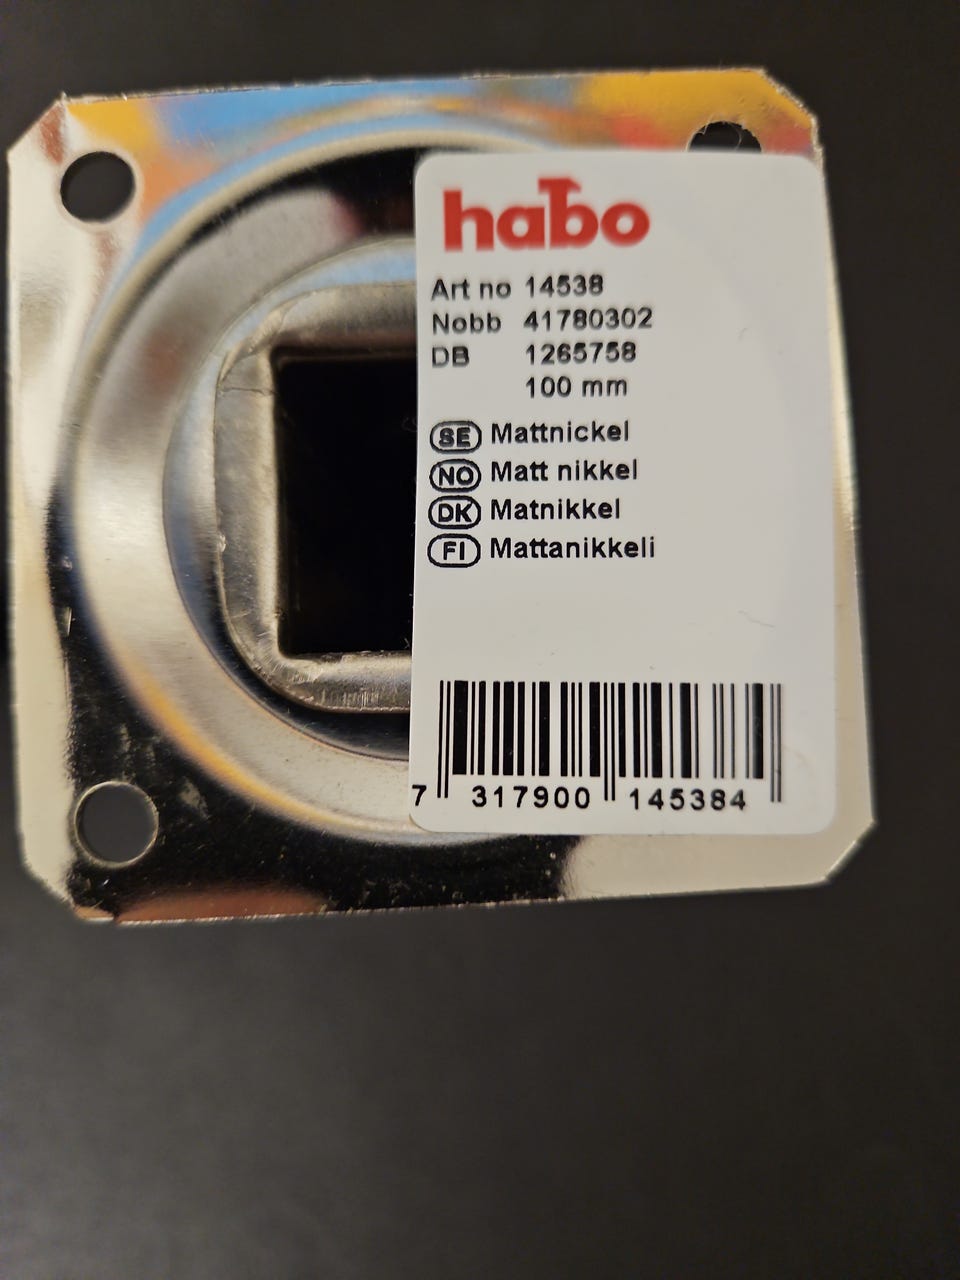 habo
Art no 14538
Nobb 41780302
DB 1265758
100 mm
SE Mattnickel
NO Matt nikkel
DK Matnikkel
FI Mattanikkeli
7 317900 145384